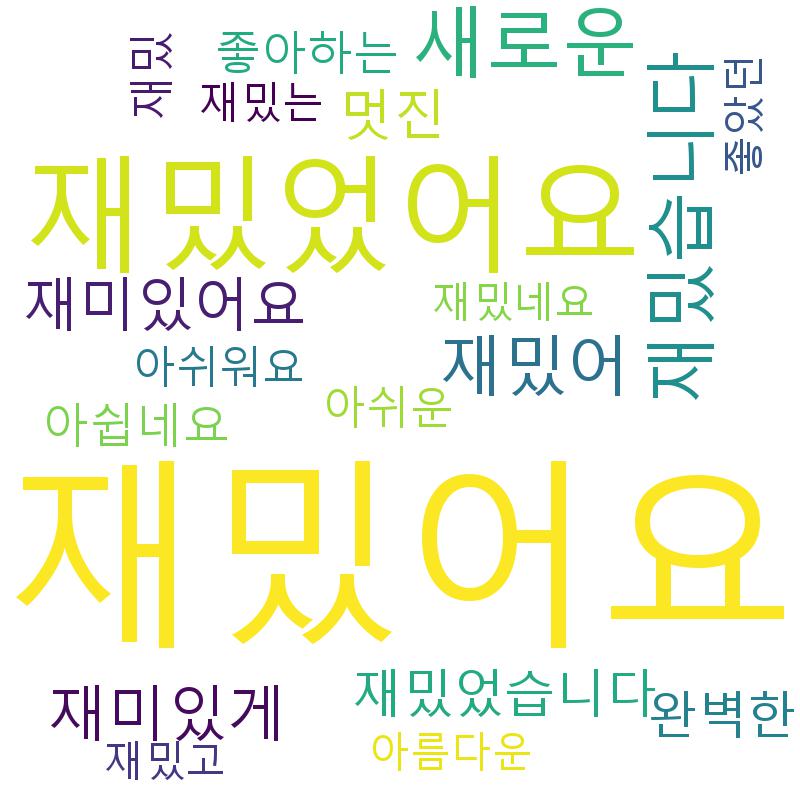 좋아하는
새로운
재밌
재밌는
멋진
좋았던
재밌습니다
재밌었어요
재미있어요
재밌네요
아쉬워요
재밌어
아쉬운
아쉽네요
재밌어요
재미있게
재밌었습니다
완벽한
재밌고
아름다운